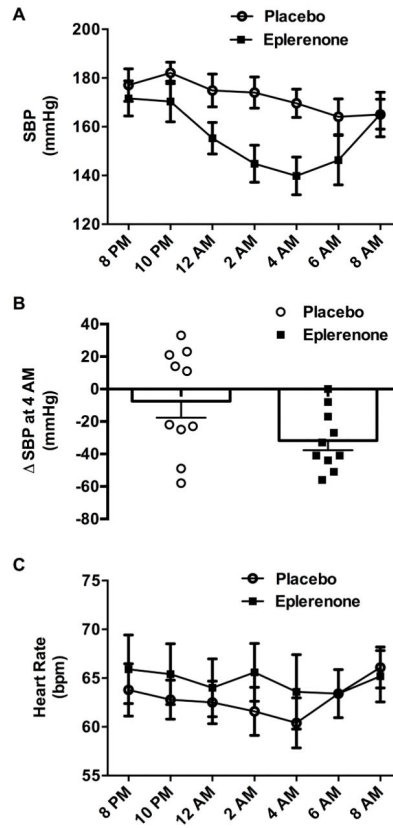 A
Placebo
Eplerenone
SBP
(mmHg)
200
180
160
140
120
8 PM
10 PM
12 AM
2 AM
4 AM
6 AM
8 AM
B
Placebo
Eplerenone
Δ SBP at 4 AM
(mmHg)
40
20
0
-20
-40
-60
-80
C
Placebo
Eplerenone
Heart Rate
(bpm)
75
70
65
60
55
8 PM
10 PM
12 AM
2 AM
4 AM
6 AM
8 AM